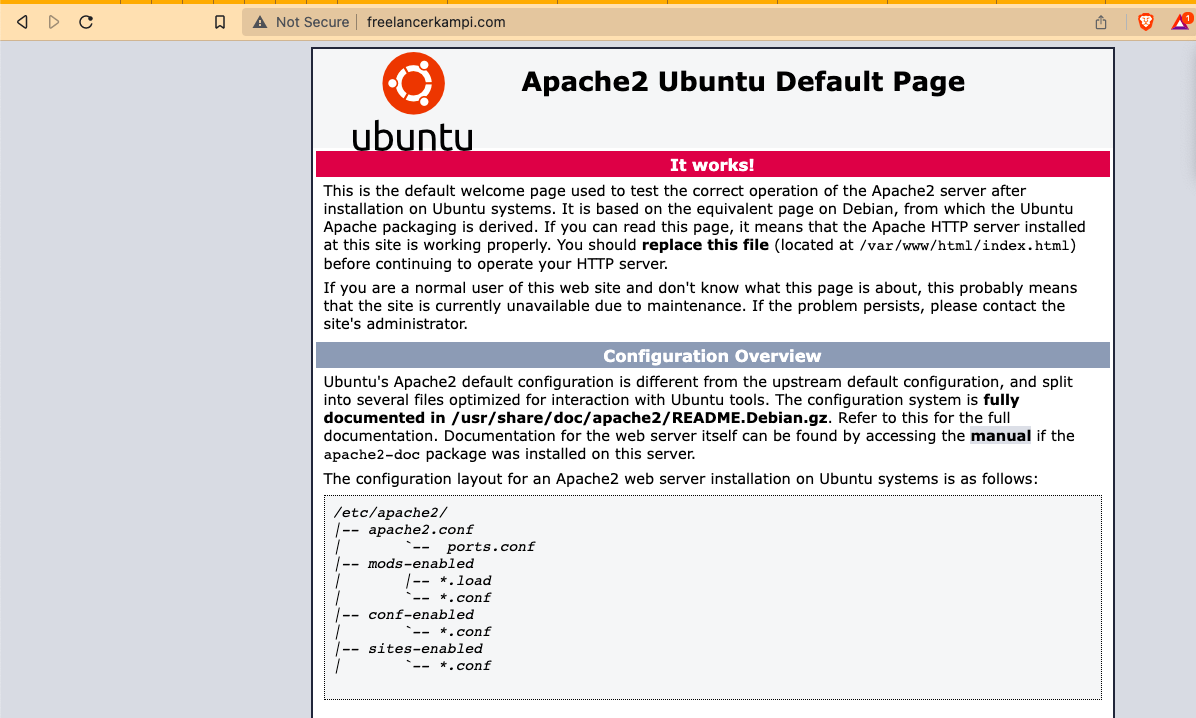 Not Secure | freelancerkampi.com
1
ubuntu
Apache2 Ubuntu Default Page
It works!
This is the default welcome page used to test the correct operation of the Apache2 server after
installation on Ubuntu systems. It is based on the equivalent page on Debian, from which the Ubuntu
Apache packaging is derived. If you can read this page, it means that the Apache HTTP server installed
at this site is working properly. You should replace this file (located at /var/www/html/index.html)
before continuing to operate your HTTP server.
If you are a normal user of this web site and don't know what this page is about, this probably means
that the site is currently unavailable due to maintenance. If the problem persists, please contact the
site's administrator.
Configuration Overview
Ubuntu's Apache2 default configuration is different from the upstream default configuration, and split
into several files optimized for interaction with Ubuntu tools. The configuration system is fully
documented in /usr/share/doc/apache2/README.Debian.gz. Refer to this for the full
documentation. Documentation for the web server itself can be found by accessing the manual if the
apache2-doc package was installed on this server.
The configuration layout for an Apache2 web server installation on Ubuntu systems is as follows:
/etc/apache2/
|-- apache2.conf
|       `--  ports.conf
|-- mods-enabled
|       |-- *.load
|       `-- *.conf
|-- conf-enabled
|       `-- *.conf
|-- sites-enabled
|       `-- *.conf